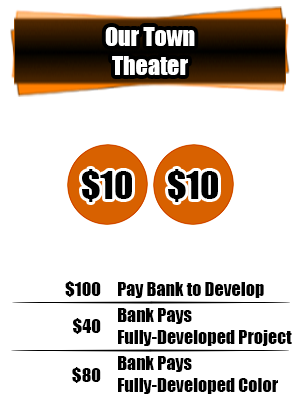 Our Town
Theater
$10 $10
$100 Pay Bank to Develop
$40 Bank Pays
Fully-Developed Project
$80 Bank Pays
Fully-Developed Color